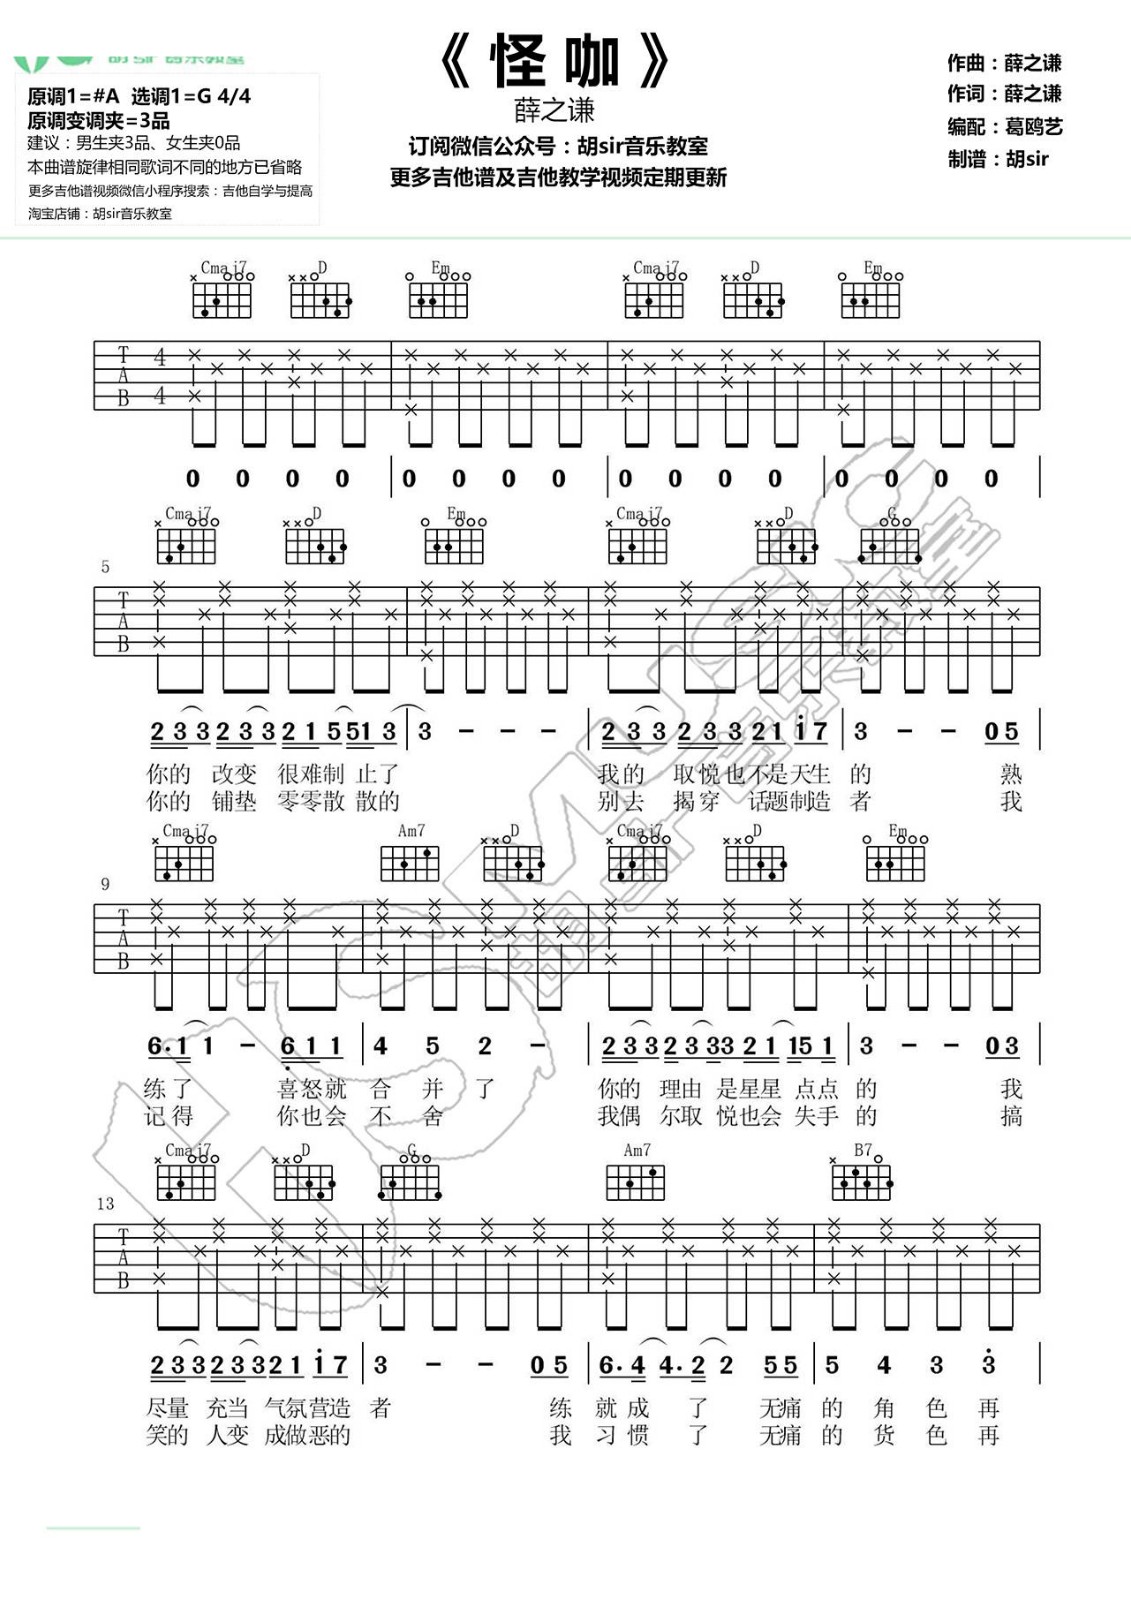 胡sir音乐教室
原调1=#A 选调1=G 4/4
原调变调夹=3品
建议：男生夹3品、女生夹0品
本曲谱旋律相同歌词不同的地方已省略
更多吉他谱视频微信小程序搜索：吉他自学与提高
淘宝店铺：胡sir音乐教室
《 怪 咖 》
薛之谦
订阅微信公众号：胡sir音乐教室
更多吉他谱及吉他教学视频定期更新
作曲：薛之谦
作词：薛之谦
编配：葛鸥艺
制谱：胡sir
Cmaj7 D Em Cmaj7 D Em
T A B 4 4
0 0 0 0 | 0 0 0 0 | 0 0 0 0 | 0 0 0 0
Cmaj7 D Em Cmaj7 D G
5
T A B
2 3 3 2 3 3 2 1 5 5 1 3 | 3 - - - | 2 3 3 2 3 3 2 1 i 7 | 3 - - 0 5
你的 改变 很难制 止了 我的 取悦也不是天生 的 熟
你的 铺垫 零零散 散的 别去 揭穿 话题制造 者 我
Cmaj7 Am7 D Cmaj7 D Em
9
T A B
6. 1 1 - 6 1 1 | 4 5 2 - | 2 3 3 2 3 3 3 2 1 1 5 1 | 3 - - 0 3
练了 喜怒就 合 并 了 你的 理由 是星星 点点 的 我
记得 你也会 不 舍 我偶 尔取 悦也会 失手 的 搞
Cmaj7 D G Am7 B7
13
T A B
2 3 3 2 3 3 2 1 i 7 | 3 - - 0 5 | 6. 4 4. 2 2 5 5 | 5 4 3 3
尽量 充当 气氛营造 者 练 就 成 了 无痛 的 角 色 再
笑的 人变 成做恶的 我 习 惯 了 无痛 的 货 色 再
HS MUSIC
胡sir音乐教室